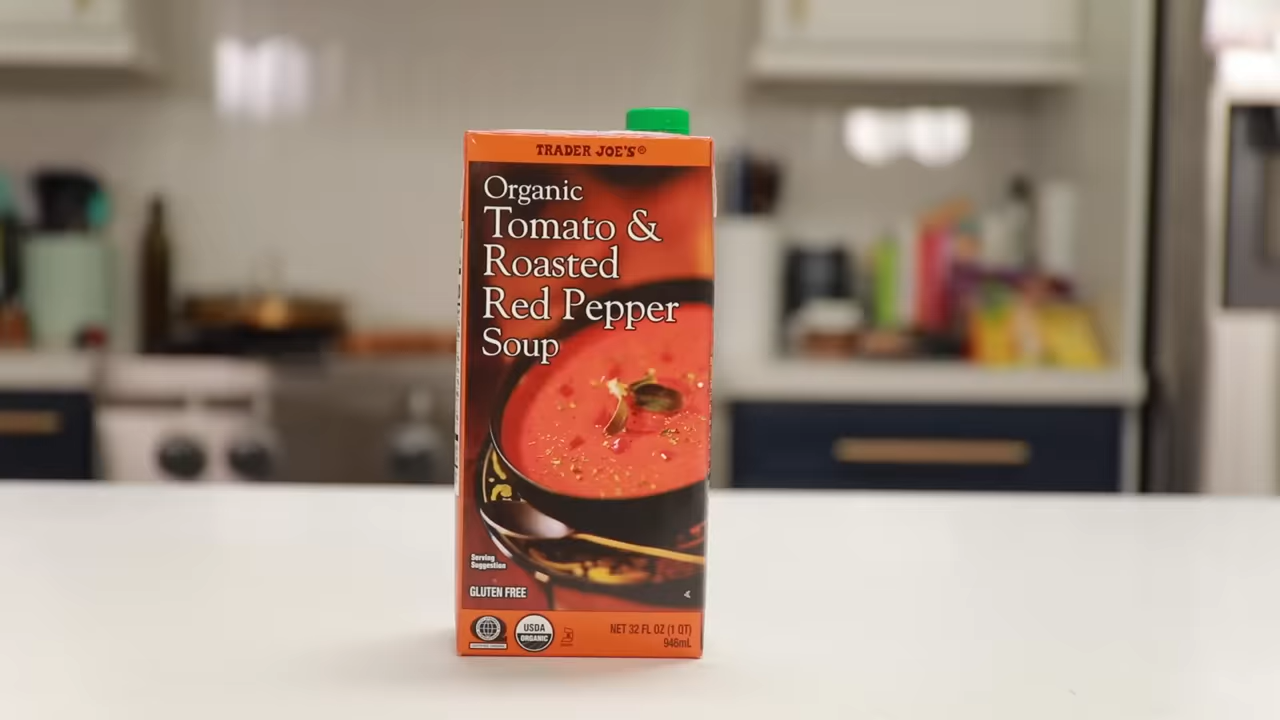 TRADER JOE'S®
Organic
Tomato &
Roasted
Red Pepper
Soup
Serving
Suggestion
GLUTEN FREE
USDA
ORGANIC
NET 32 FL OZ (1 QT)
946mL